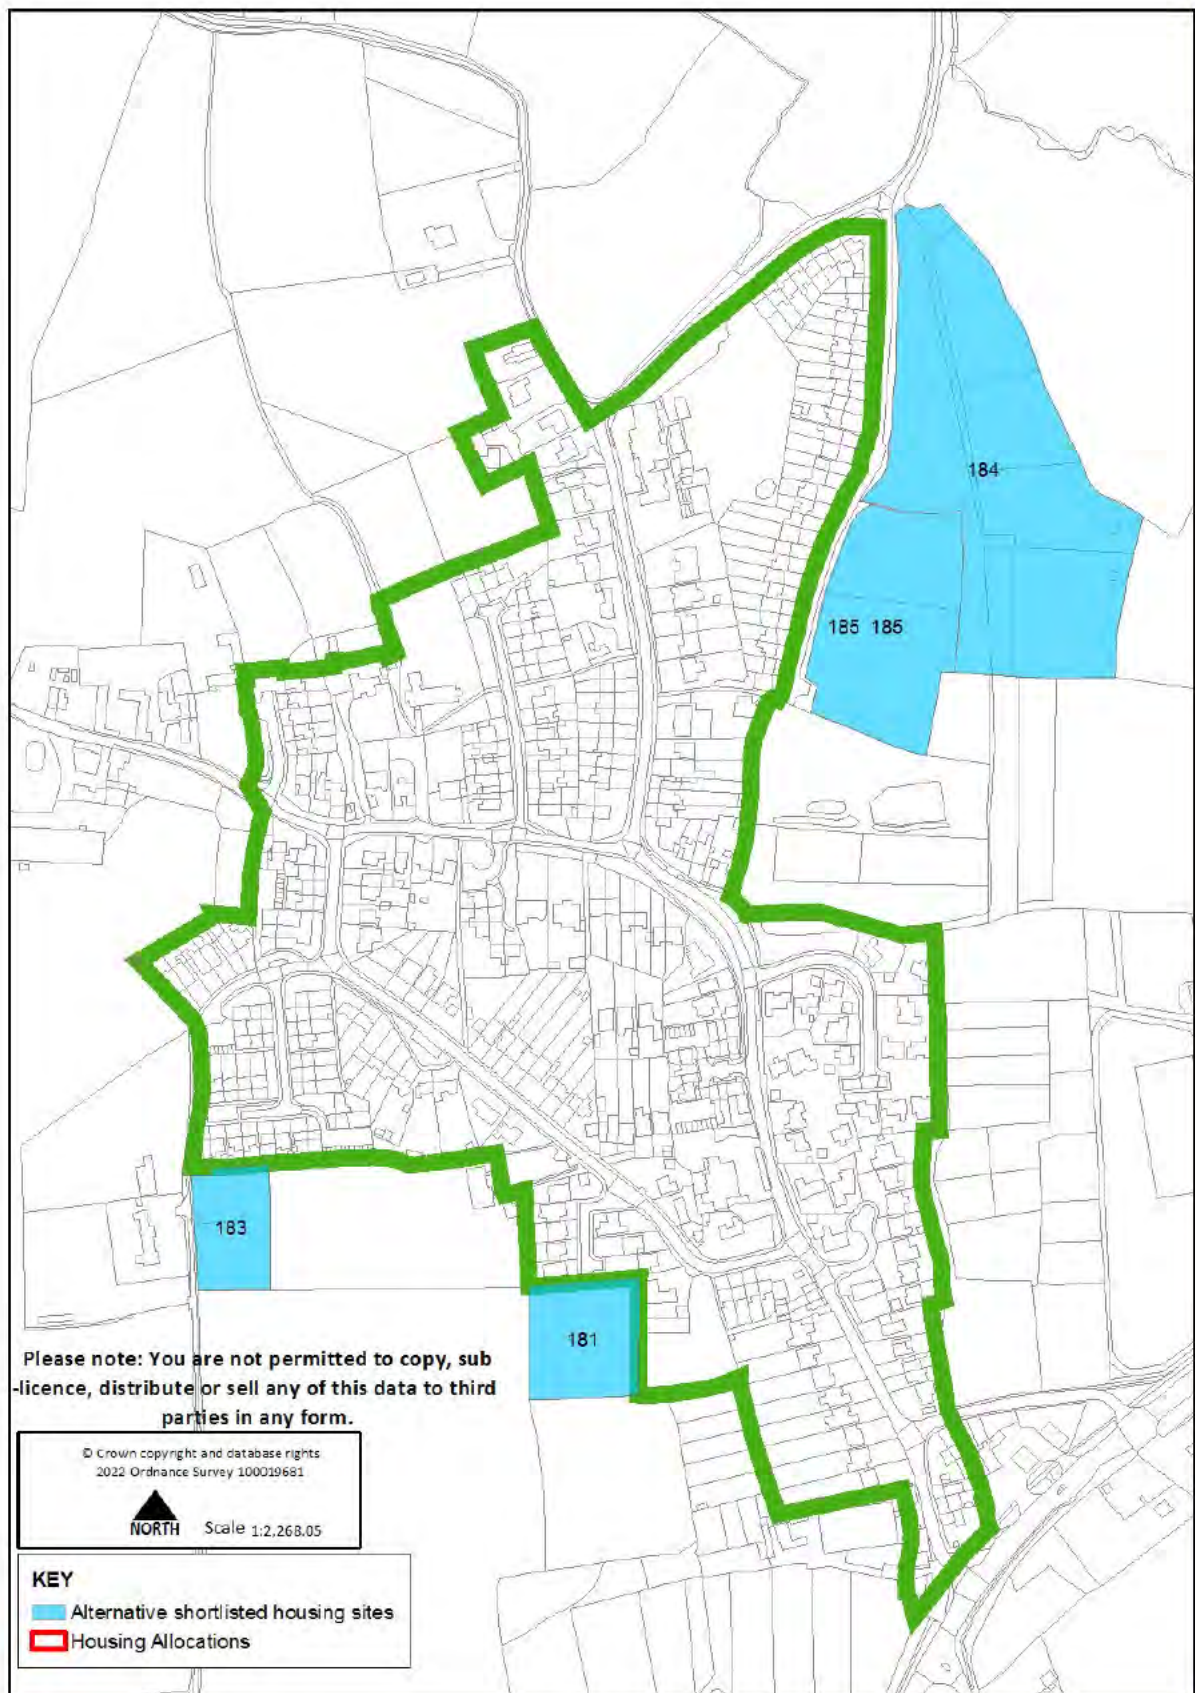 184
185 185
183
181
Please note: You are not permitted to copy, sub
-licence, distribute or sell any of this data to third
parties in any form.
© Crown copyright and database rights
2022 Ordnance Survey 100019681
NORTH Scale 1:2,268.05
KEY
Alternative shortlisted housing sites
Housing Allocations